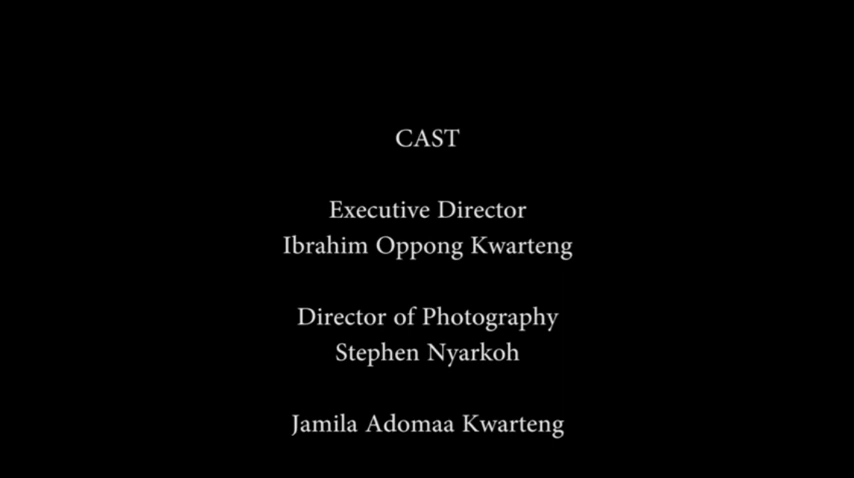 CAST
Executive Director
Ibrahim Oppong Kwarteng
Director of Photography
Stephen Nyarkoh
Jamila Adomaa Kwarteng